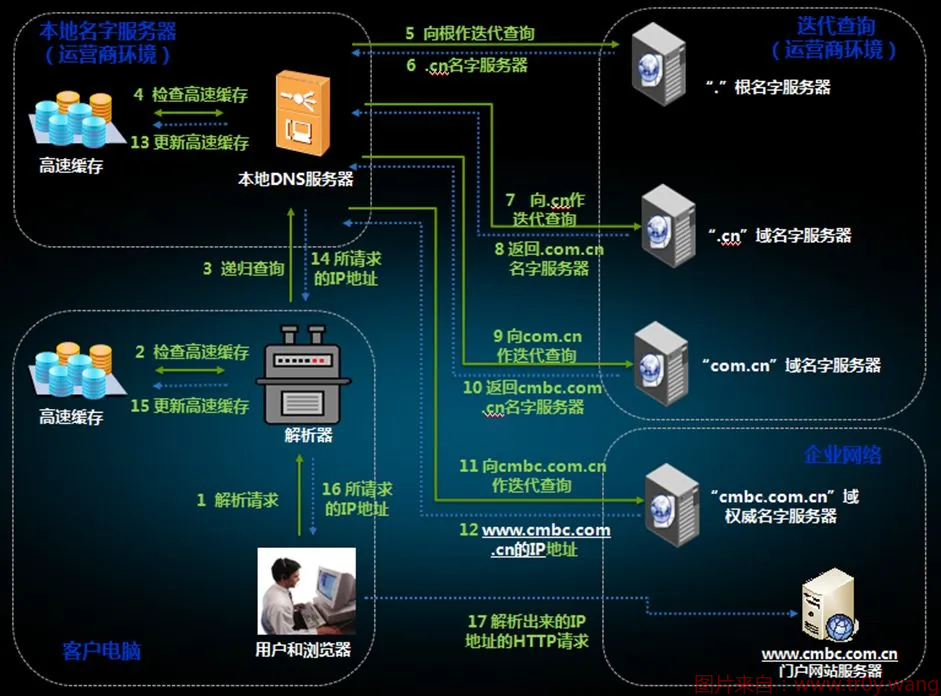 本地名字服务器
（运营商环境）
4 检查高速缓存
13 更新高速缓存
高速缓存
本地DNS服务器
5 向根作迭代查询
6 .cn名字服务器
迭代查询
（运营商环境）
“.”根名字服务器
7 向.cn作
迭代查询
8 返回.com.cn
名字服务器
“.cn”域名字服务器
3 递归查询
14 所请求
的IP地址
9 向com.cn
作迭代查询
10 返回cmbc.com
.cn名字服务器
“com.cn”域名字服务器
2 检查高速缓存
15 更新高速缓存
高速缓存
解析器
11 向cmbc.com.cn
作迭代查询
12 www.cmbc.com
.cn的IP地址
企业网络
“cmbc.com.cn”域
权威名字服务器
1 解析请求
16 所请求
的IP地址
用户和浏览器
客户电脑
17 解析出来的IP
地址的HTTP请求
www.cmbc.com.cn
门户网站服务器